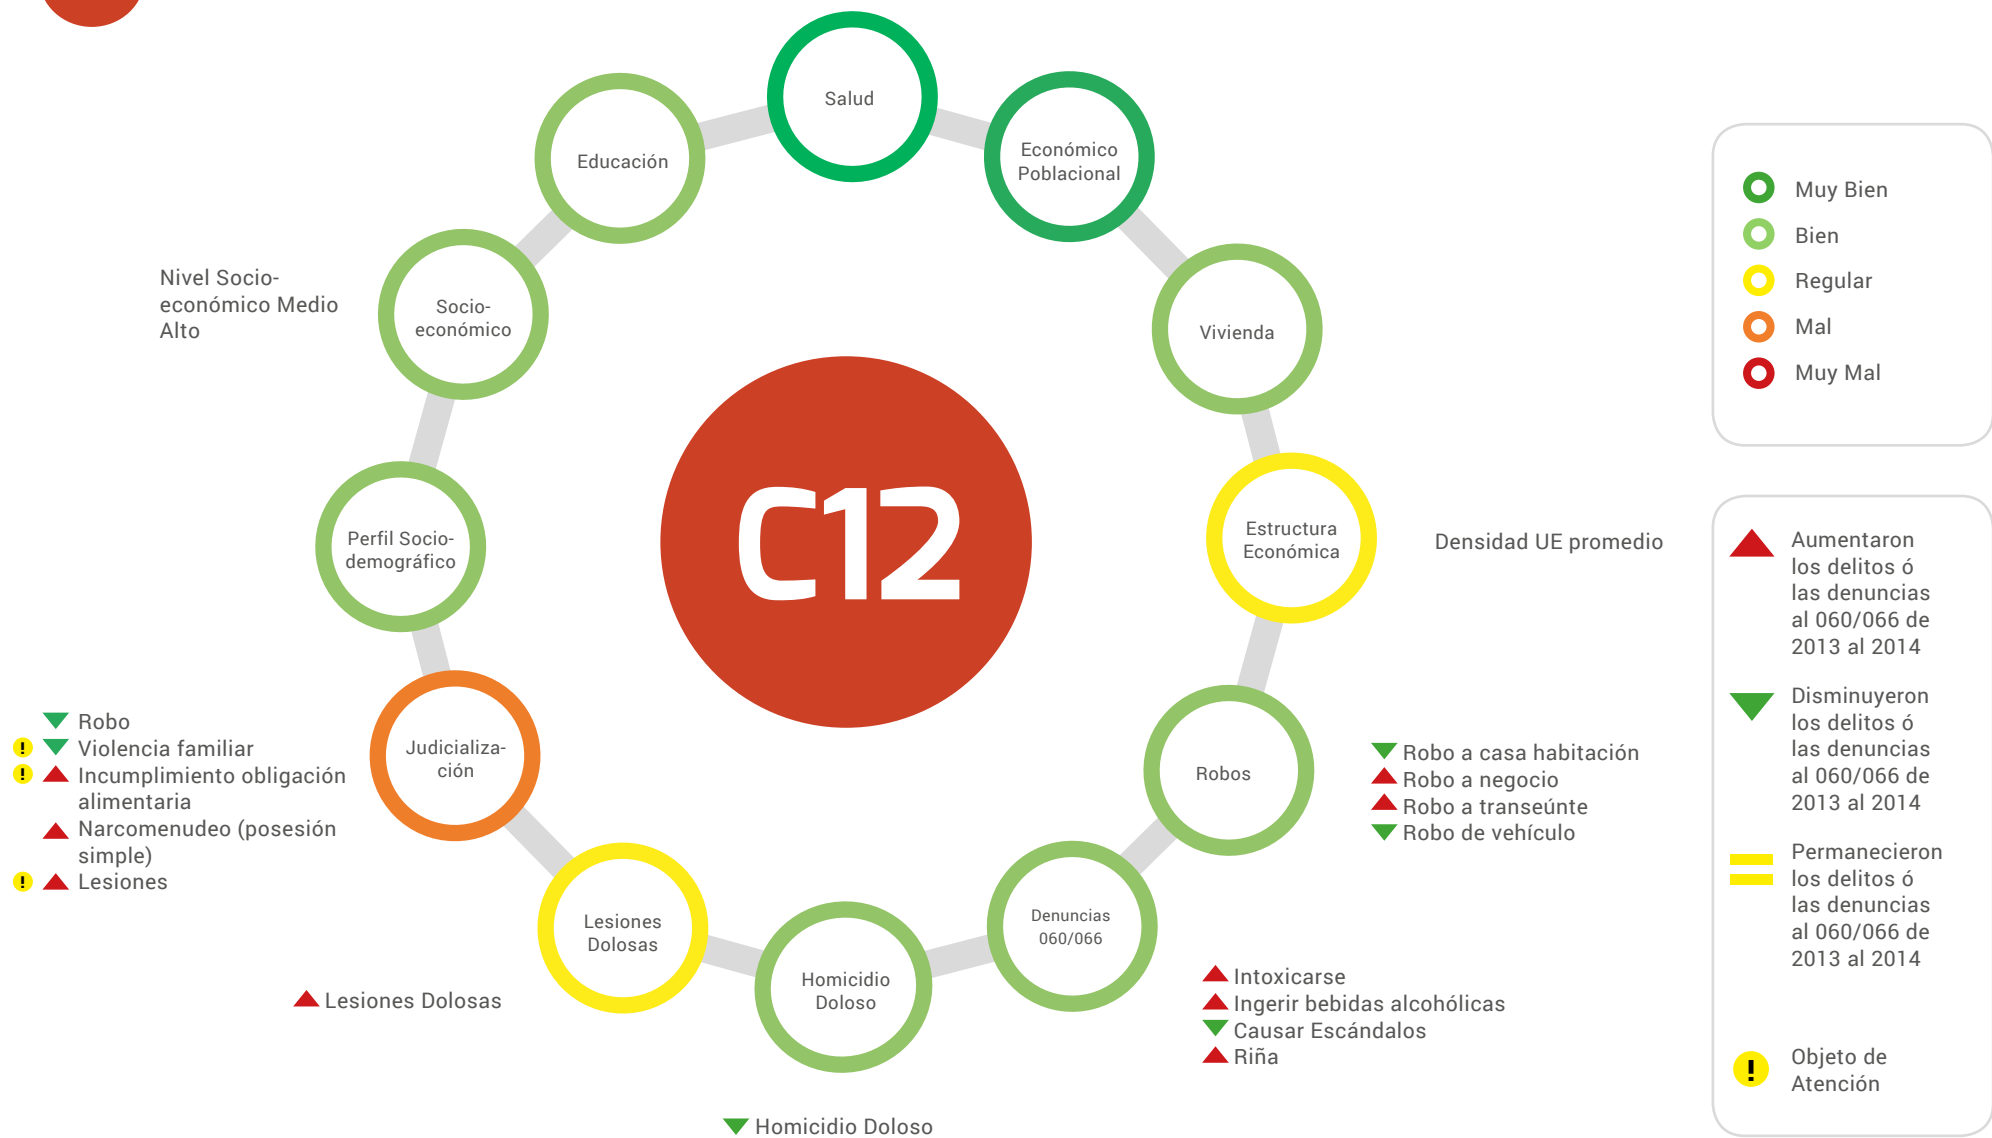 Salud
Económico
Poblacional
Educación
Vivienda
Nivel Socio-
económico Medio
Alto
Socio-
económico
Estructura
Económica
Densidad UE promedio
C12
Perfil Socio-
demográfico
Judicializa-
ción
Robo
! Violencia familiar
! Incumplimiento obligación
alimentaria
Narcomenudeo (posesión
simple)
! Lesiones
Robos
Robo a casa habitación
Robo a negocio
Robo a transeúnte
Robo de vehículo
Lesiones
Dolosas
Lesiones Dolosas
Homicidio
Doloso
Homicidio Doloso
Denuncias
060/066
Intoxicarse
Ingerir bebidas alcohólicas
Causar Escándalos
Riña
Muy Bien
Bien
Regular
Mal
Muy Mal
Aumentaron
los delitos ó
las denuncias
al 060/066 de
2013 al 2014
Disminuyeron
los delitos ó
las denuncias
al 060/066 de
2013 al 2014
Permanecieron
los delitos ó
las denuncias
al 060/066 de
2013 al 2014
! Objeto de
Atención